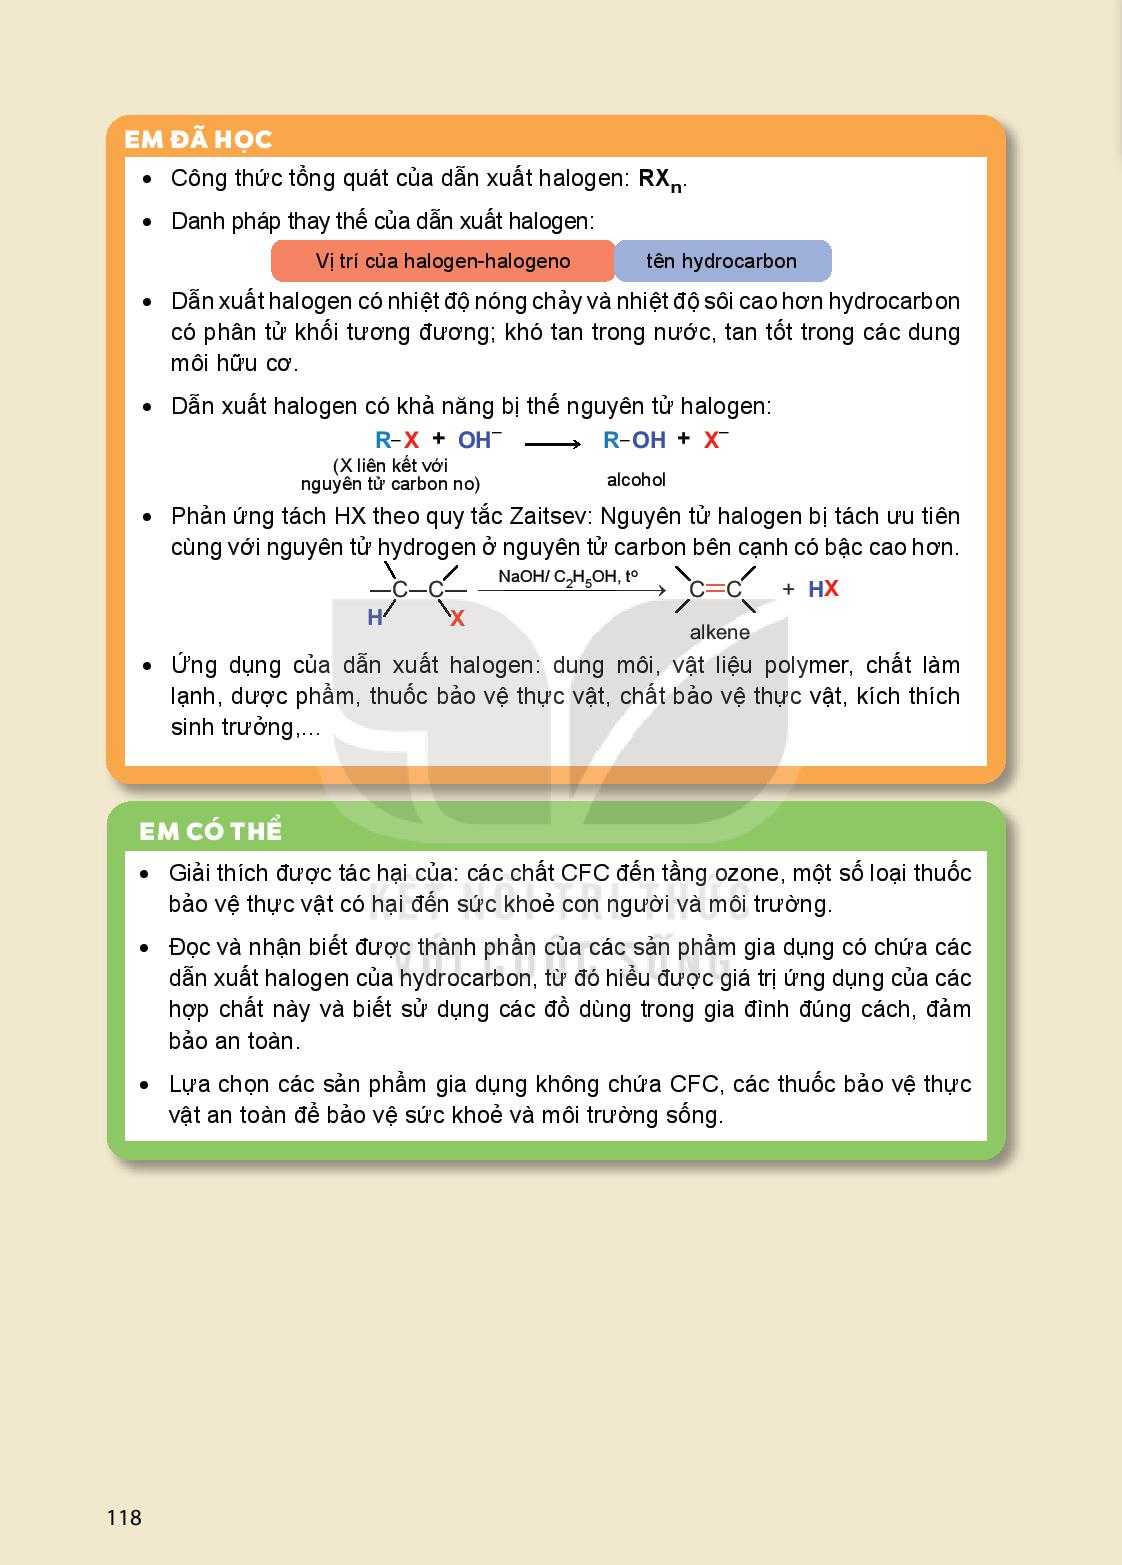 EM ĐÃ HỌC
• Công thức tổng quát của dẫn xuất halogen: RXₙ.
• Danh pháp thay thế của dẫn xuất halogen:
Vị trí của halogen-halogeno tên hydrocarbon
• Dẫn xuất halogen có nhiệt độ nóng chảy và nhiệt độ sôi cao hơn hydrocarbon
có phân tử khối tương đương; khó tan trong nước, tan tốt trong các dung
môi hữu cơ.
• Dẫn xuất halogen có khả năng bị thế nguyên tử halogen:
R–X + OH⁻ ⟶ R–OH + X⁻
(X liên kết với
nguyên tử carbon no)
alcohol
• Phản ứng tách HX theo quy tắc Zaitsev: Nguyên tử halogen bị tách ưu tiên
cùng với nguyên tử hydrogen ở nguyên tử carbon bên cạnh có bậc cao hơn.
NaOH/ C₂H₅OH, tº
—C—C— ⟶ C=C + HX
H X
alkene
• Ứng dụng của dẫn xuất halogen: dung môi, vật liệu polymer, chất làm
lạnh, dược phẩm, thuốc bảo vệ thực vật, chất bảo vệ thực vật, kích thích
sinh trưởng,...
EM CÓ THỂ
• Giải thích được tác hại của: các chất CFC đến tầng ozone, một số loại thuốc
bảo vệ thực vật có hại đến sức khoẻ con người và môi trường.
KẾT NỐI TRI THỨC
• Đọc và nhận biết được thành phần của các sản phẩm gia dụng có chứa các
VỚI CUỘC SỐNG
dẫn xuất halogen của hydrocarbon, từ đó hiểu được giá trị ứng dụng của các
hợp chất này và biết sử dụng các đồ dùng trong gia đình đúng cách, đảm
bảo an toàn.
• Lựa chọn các sản phẩm gia dụng không chứa CFC, các thuốc bảo vệ thực
vật an toàn để bảo vệ sức khoẻ và môi trường sống.
118